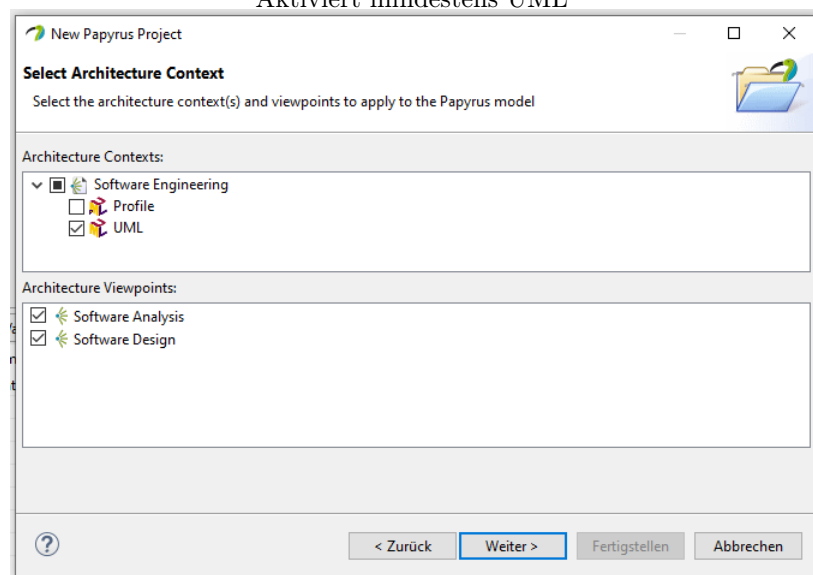 Aktiviert mindestens UML
New Papyrus Project
Select Architecture Context
Select the architecture context(s) and viewpoints to apply to the Papyrus model
Architecture Contexts:
Software Engineering
Profile
UML
Architecture Viewpoints:
Software Analysis
Software Design
< Zurück Weiter > Fertigstellen Abbrechen